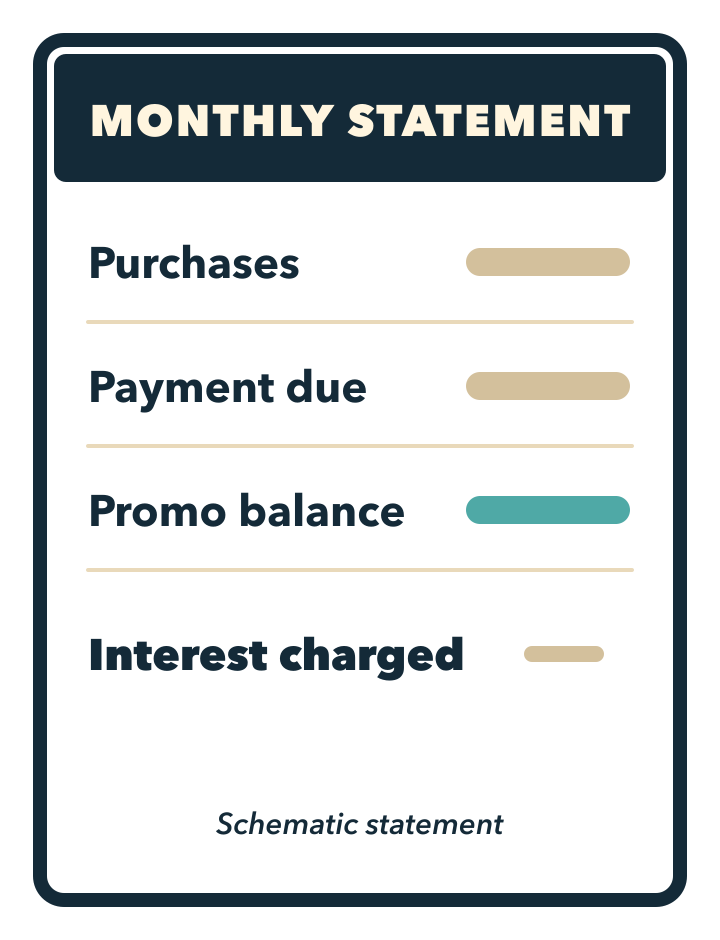 MONTHLY STATEMENT
Purchases
Payment due
Promo balance
Interest charged
Schematic statement